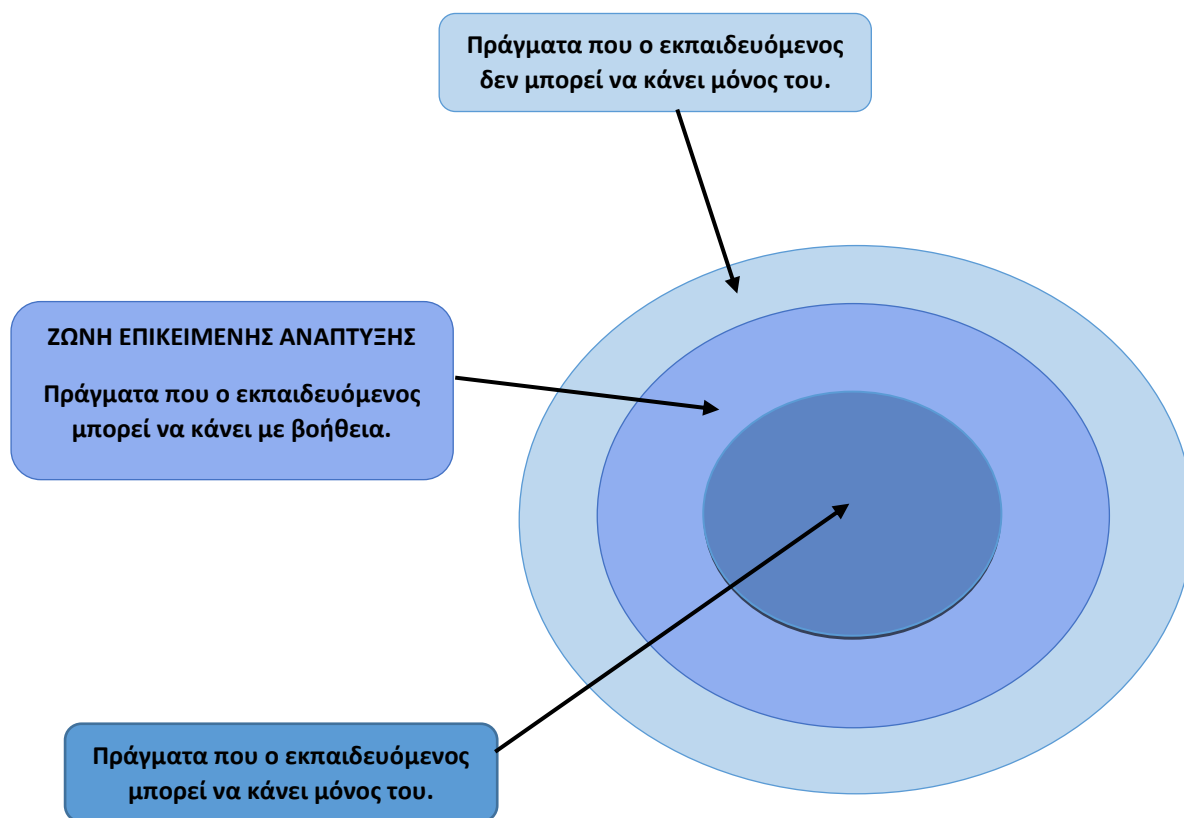 Πράγματα που ο εκπαιδευόμενος
δεν μπορεί να κάνει μόνος του.
ΖΩΝΗ ΕΠΙΚΕΙΜΕΝΗΣ ΑΝΑΠΤΥΞΗΣ
Πράγματα που ο εκπαιδευόμενος
μπορεί να κάνει με βοήθεια.
Πράγματα που ο εκπαιδευόμενος
μπορεί να κάνει μόνος του.